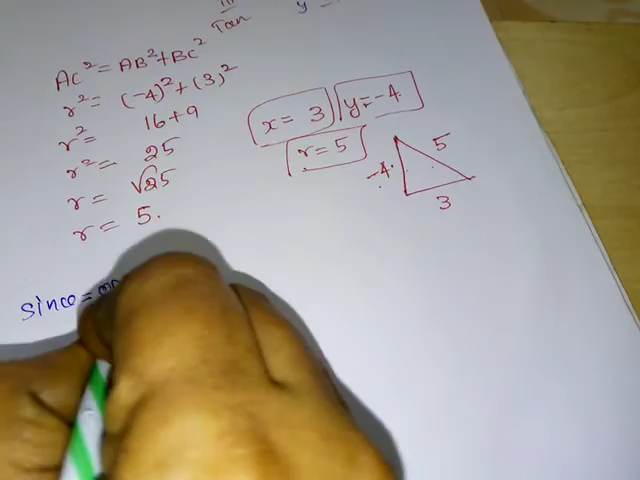 Tan
y =
AC² = AB² + BC²
r² = (-4)² + (3)²
r² = 16+9
r² = 25
r = √25
r = 5.
x = 3
y = -4
r = 5
5
-4
3
sinθ =